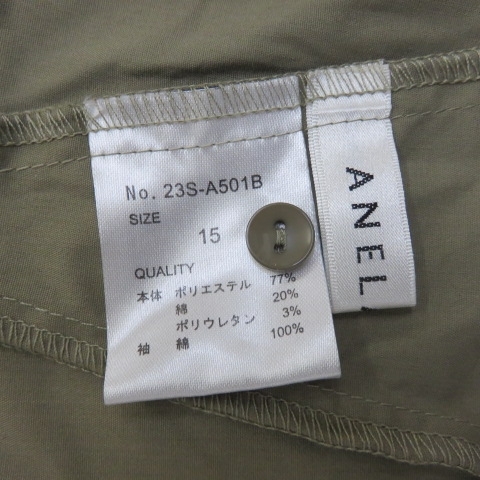 No. 23S-A501B
SIZE
15
QUALITY
本体 ポリエステル 77%
綿 20%
ポリウレタン 3%
袖 綿 100%
ANEL